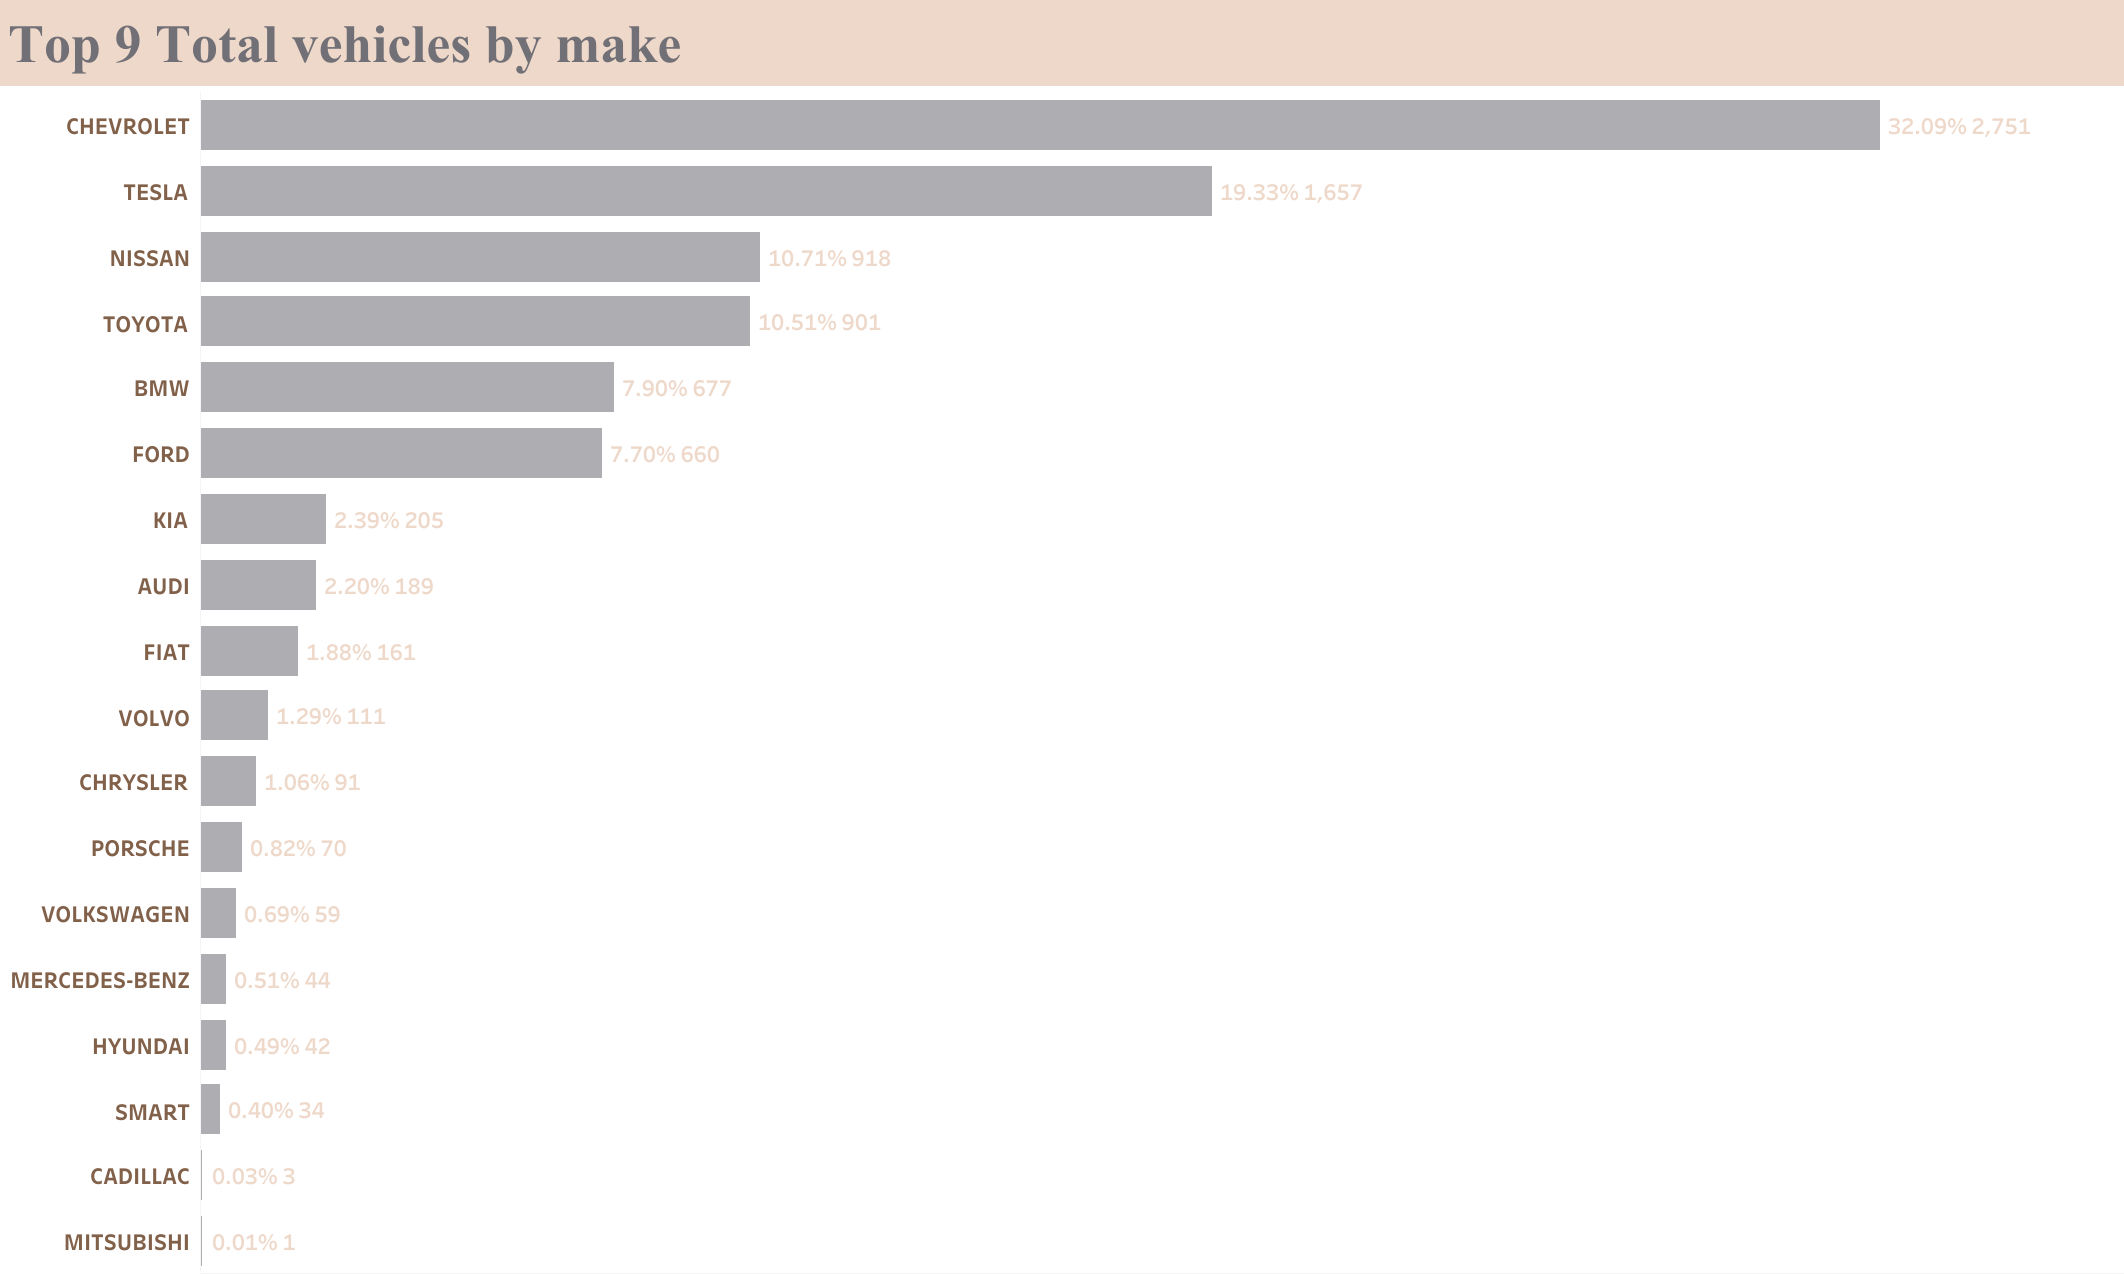 Top 9 Total vehicles by make
CHEVROLET 32.09% 2,751
TESLA 19.33% 1,657
NISSAN 10.71% 918
TOYOTA 10.51% 901
BMW 7.90% 677
FORD 7.70% 660
KIA 2.39% 205
AUDI 2.20% 189
FIAT 1.88% 161
VOLVO 1.29% 111
CHRYSLER 1.06% 91
PORSCHE 0.82% 70
VOLKSWAGEN 0.69% 59
MERCEDES-BENZ 0.51% 44
HYUNDAI 0.49% 42
SMART 0.40% 34
CADILLAC 0.03% 3
MITSUBISHI 0.01% 1